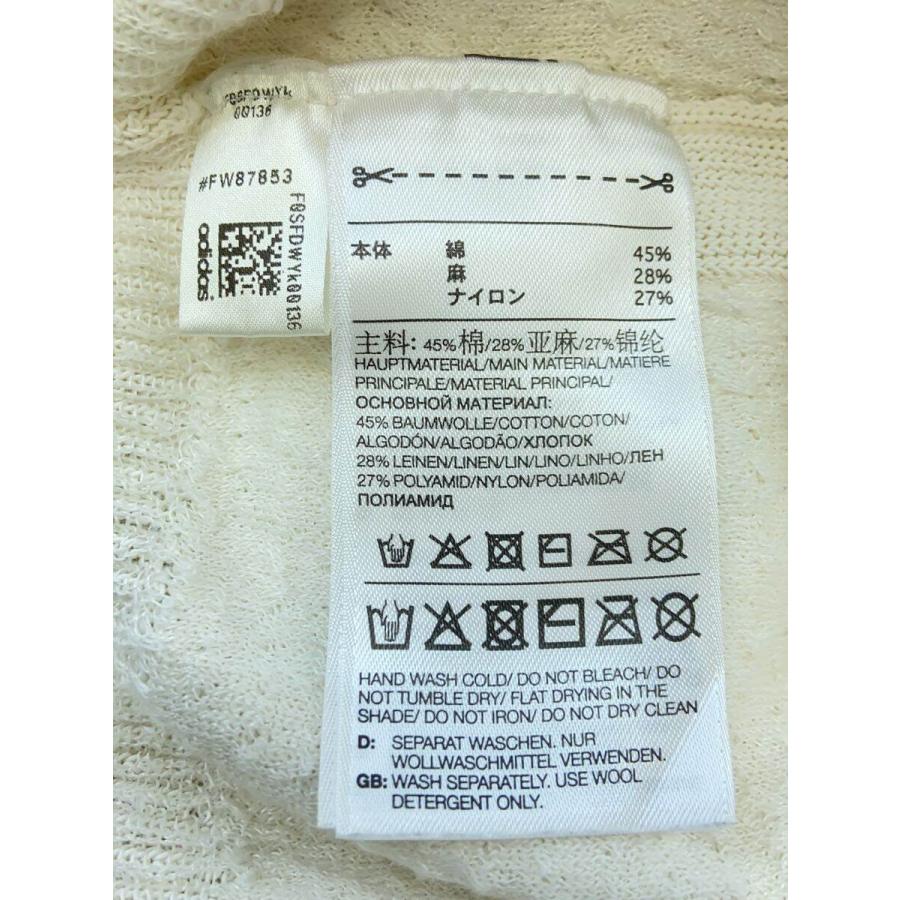 FQSFDWYk
00136
#FW87853
adidas
FQSFDWYk00136
本体 綿 45%
麻 28%
ナイロン 27%
主料: 45%棉/28%亚麻/27%锦纶
HAUPTMATERIAL/MAIN MATERIAL/MATIERE
PRINCIPALE/MATERIAL PRINCIPAL/
ОСНОВНОЙ МАТЕРИАЛ:
45% BAUMWOLLE/COTTON/COTON/
ALGODÓN/ALGODÃO/ХЛОПОК
28% LEINEN/LINEN/LIN/LINO/LINHO/ЛЕН
27% POLYAMID/NYLON/POLIAMIDA/
ПОЛИАМИД
HAND WASH COLD/ DO NOT BLEACH/ DO
NOT TUMBLE DRY/ FLAT DRYING IN THE
SHADE/ DO NOT IRON/ DO NOT DRY CLEAN
D: SEPARAT WASCHEN. NUR
WOLLWASCHMITTEL VERWENDEN.
GB: WASH SEPARATELY. USE WOOL
DETERGENT ONLY.